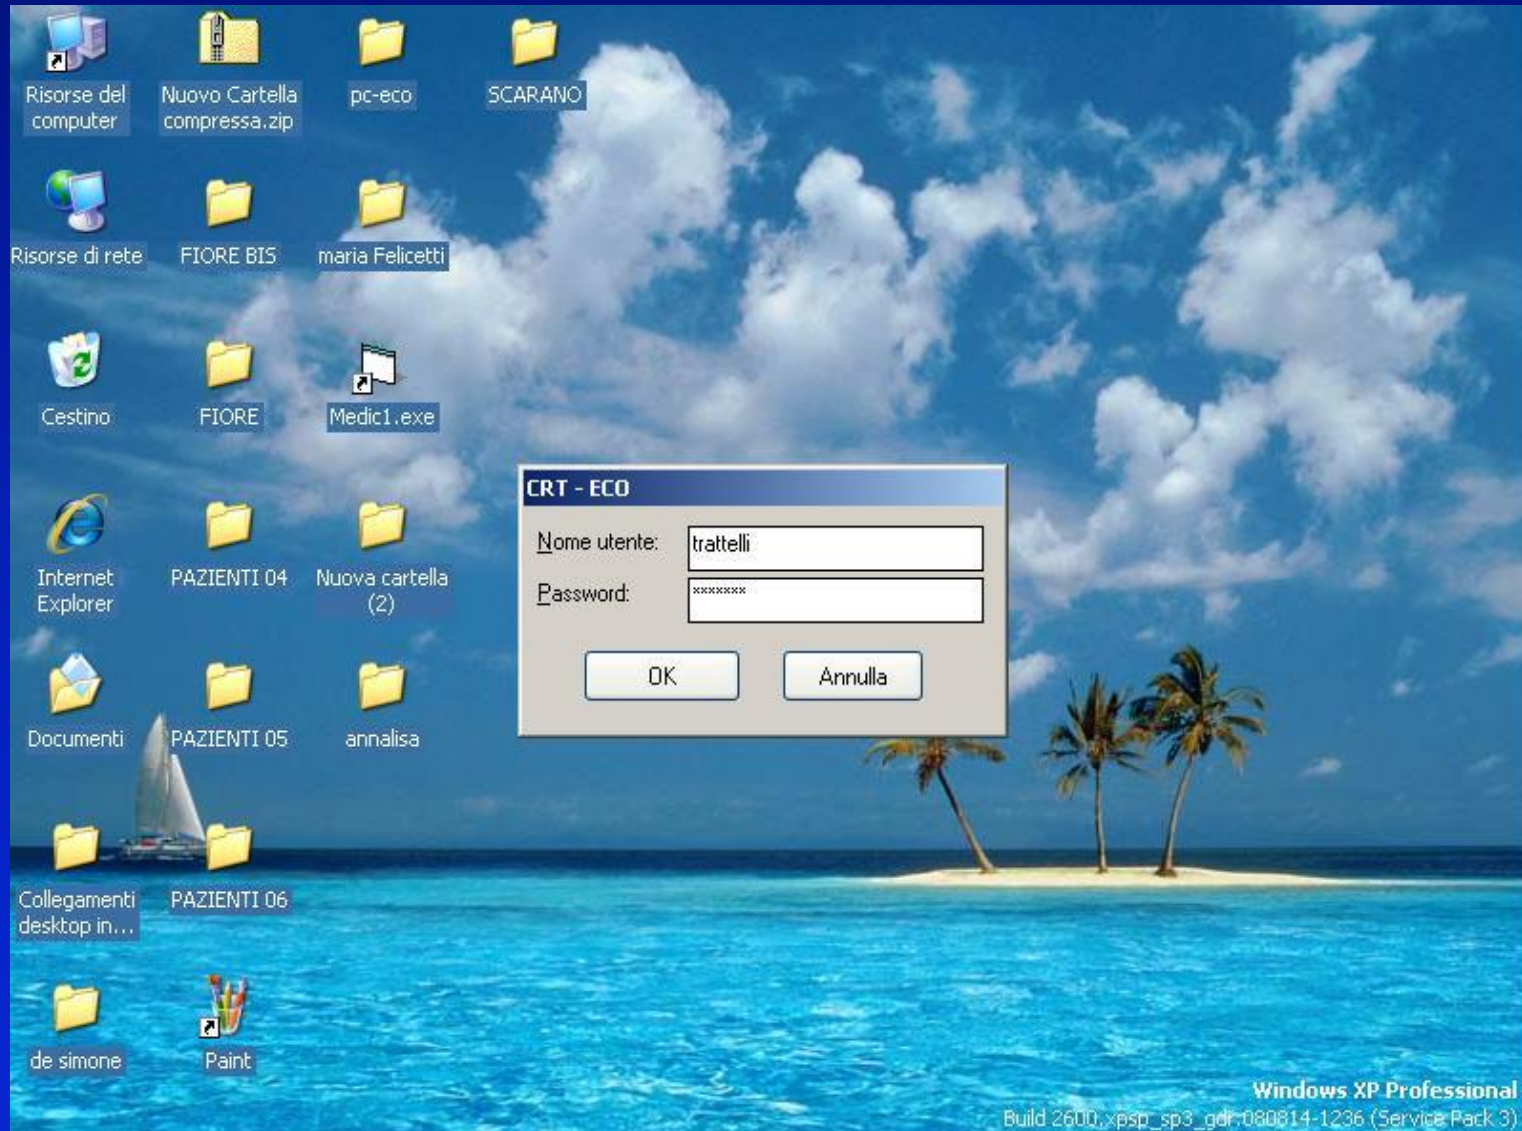 Risorse del
computer
Nuovo Cartella
compressa.zip
pc-eco
SCARANO
Risorse di rete
FIORE BIS
maria Felicetti
Cestino
FIORE
Medic1.exe
CRT - ECO
Nome utente:
trattelli
Password:
*******
OK
Annulla
Internet
Explorer
PAZIENTI 04
Nuova cartella
(2)
Documenti
PAZIENTI 05
annalisa
Collegamenti
desktop in...
PAZIENTI 06
de simone
Paint
Windows XP Professional
Build 2600.xpsp_sp3_gdr.080814-1236 (Service Pack 3)